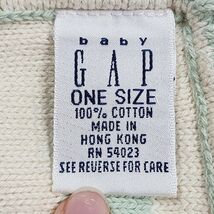 baby
GAP
ONE SIZE
100% COTTON
MADE IN
HONG KONG
RN 54023
SEE REVERSE FOR CARE